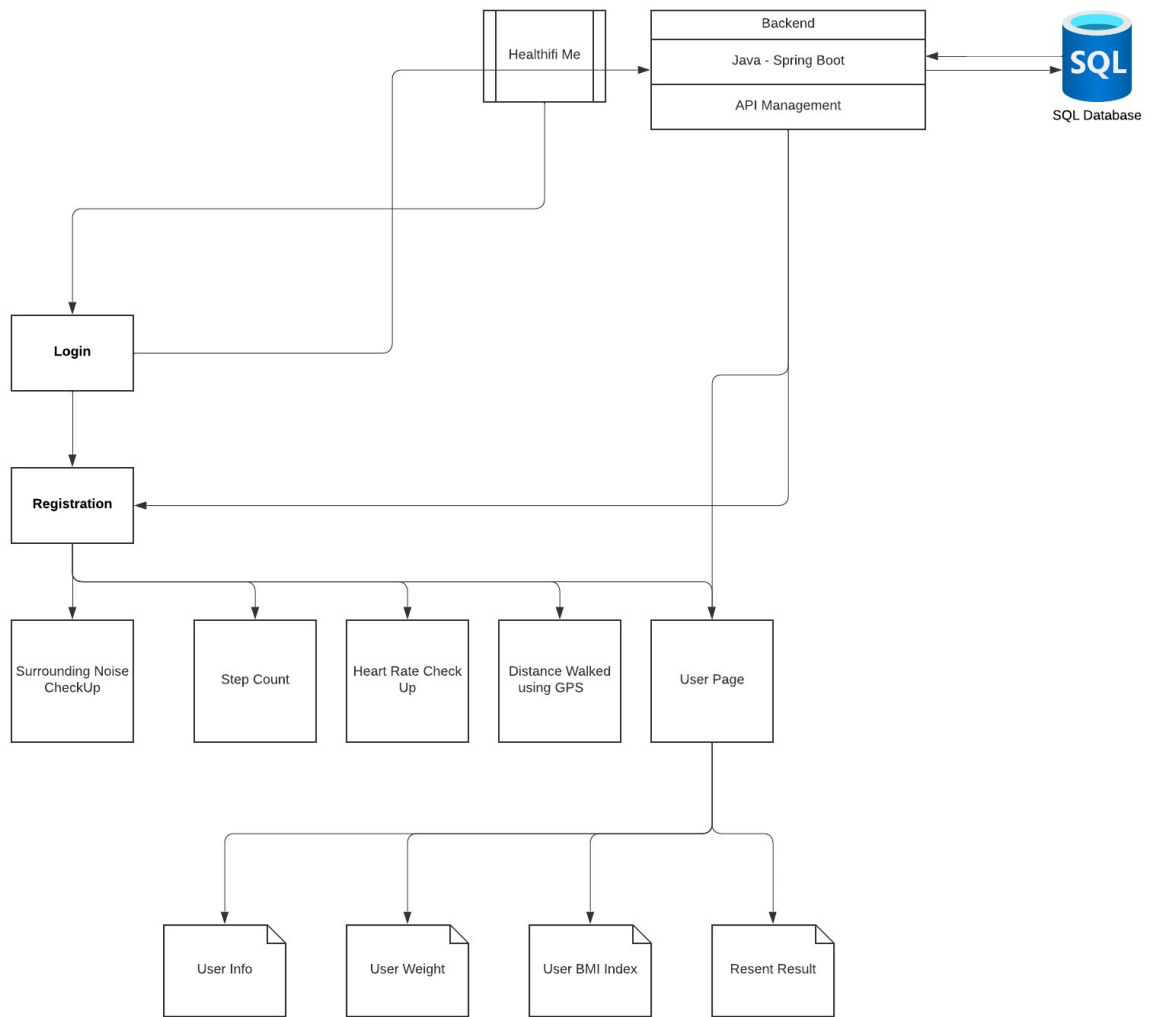 Healthifi Me
Backend
Java - Spring Boot
API Management
SQL
SQL Database
Login
Registration
Surrounding Noise
CheckUp
Step Count
Heart Rate Check
Up
Distance Walked
using GPS
User Page
User Info
User Weight
User BMI Index
Resent Result